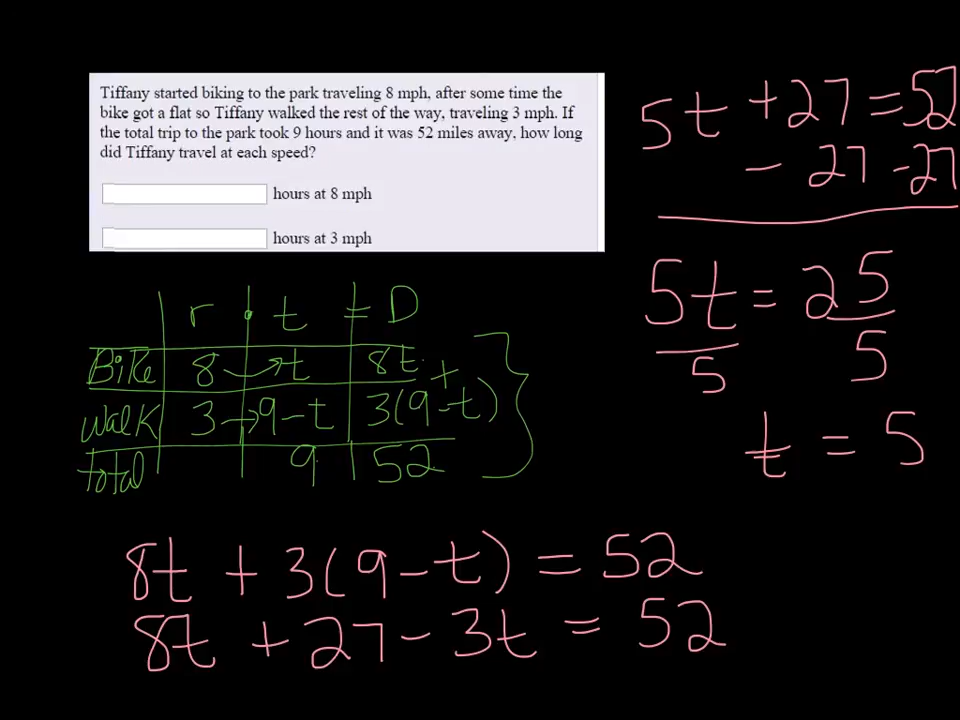 Tiffany started biking to the park traveling 8 mph, after some time the
bike got a flat so Tiffany walked the rest of the way, traveling 3 mph. If
the total trip to the park took 9 hours and it was 52 miles away, how long
did Tiffany travel at each speed?
hours at 8 mph
hours at 3 mph
r · t = D
Bike 8 t 8t +
Walk 3 9-t 3(9-t)
total 9 52
8t + 3(9-t) = 52
8t + 27 - 3t = 52
5t +27 =52
- 27 -27
5t = 25
5 5
t = 5